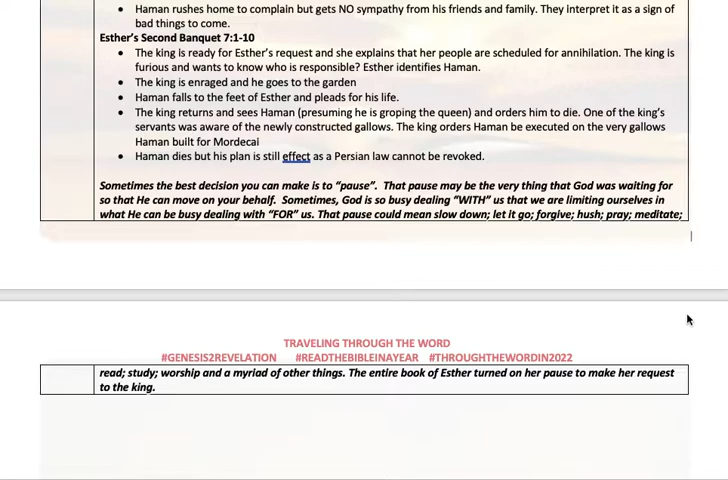 Haman rushes home to complain but gets NO sympathy from his friends and family. They interpret it as a sign of
bad things to come.
Esther's Second Banquet 7:1-10
The king is ready for Esther's request and she explains that her people are scheduled for annihilation. The king is
furious and wants to know who is responsible? Esther identifies Haman.
The king is enraged and he goes to the garden
Haman falls to the feet of Esther and pleads for his life.
The king returns and sees Haman (presuming he is groping the queen) and orders him to die. One of the king's
servants was aware of the newly constructed gallows. The king orders Haman be executed on the very gallows
Haman built for Mordecai
Haman dies but his plan is still effect as a Persian law cannot be revoked.
Sometimes the best decision you can make is to "pause". That pause may be the very thing that God was waiting for
so that He can move on your behalf. Sometimes, God is so busy dealing "WITH" us that we are limiting ourselves in
what He can be busy dealing with "FOR" us. That pause could mean slow down; let it go; forgive; hush; pray; meditate;
TRAVELING THROUGH THE WORD
#GENESIS2REVELATION #READTHEBIBLEINAYEAR #THROUGHTHEWORDIN2022
read; study; worship and a myriad of other things. The entire book of Esther turned on her pause to make her request
to the king.